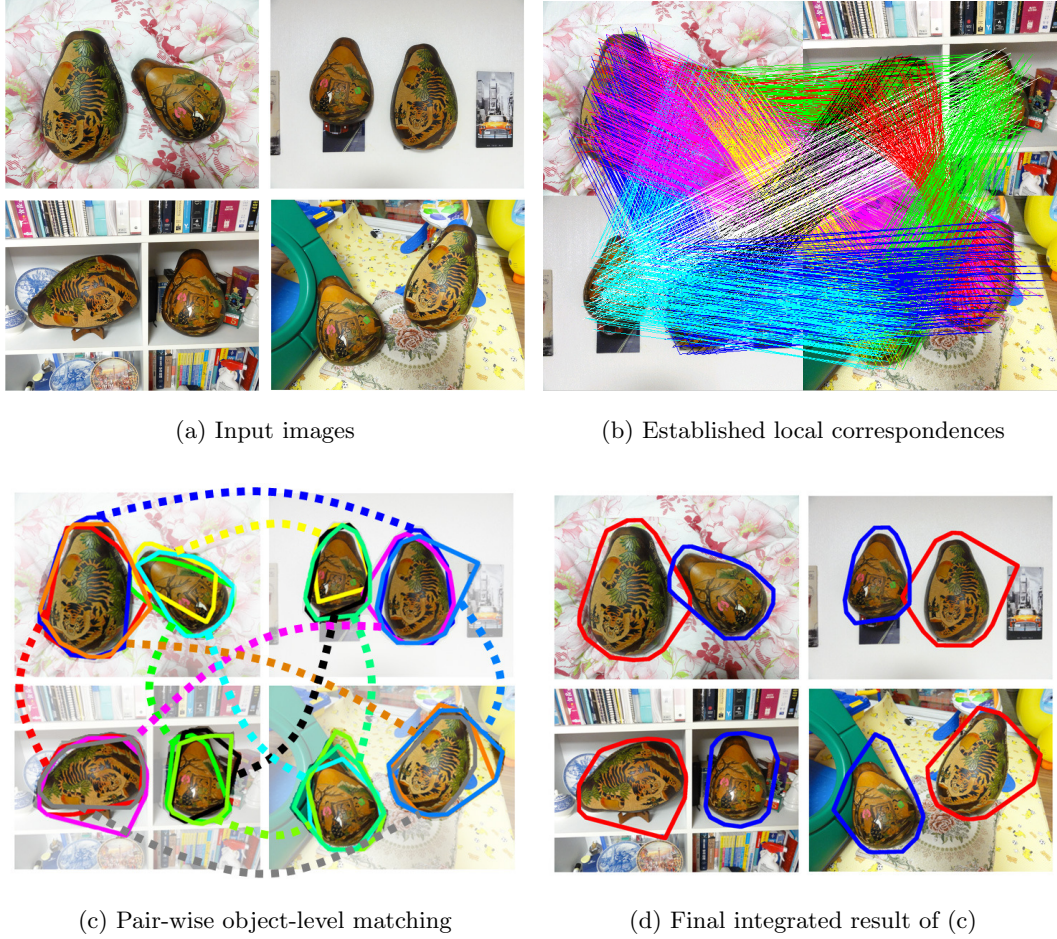 (a) Input images
(b) Established local correspondences
(c) Pair-wise object-level matching
(d) Final integrated result of (c)